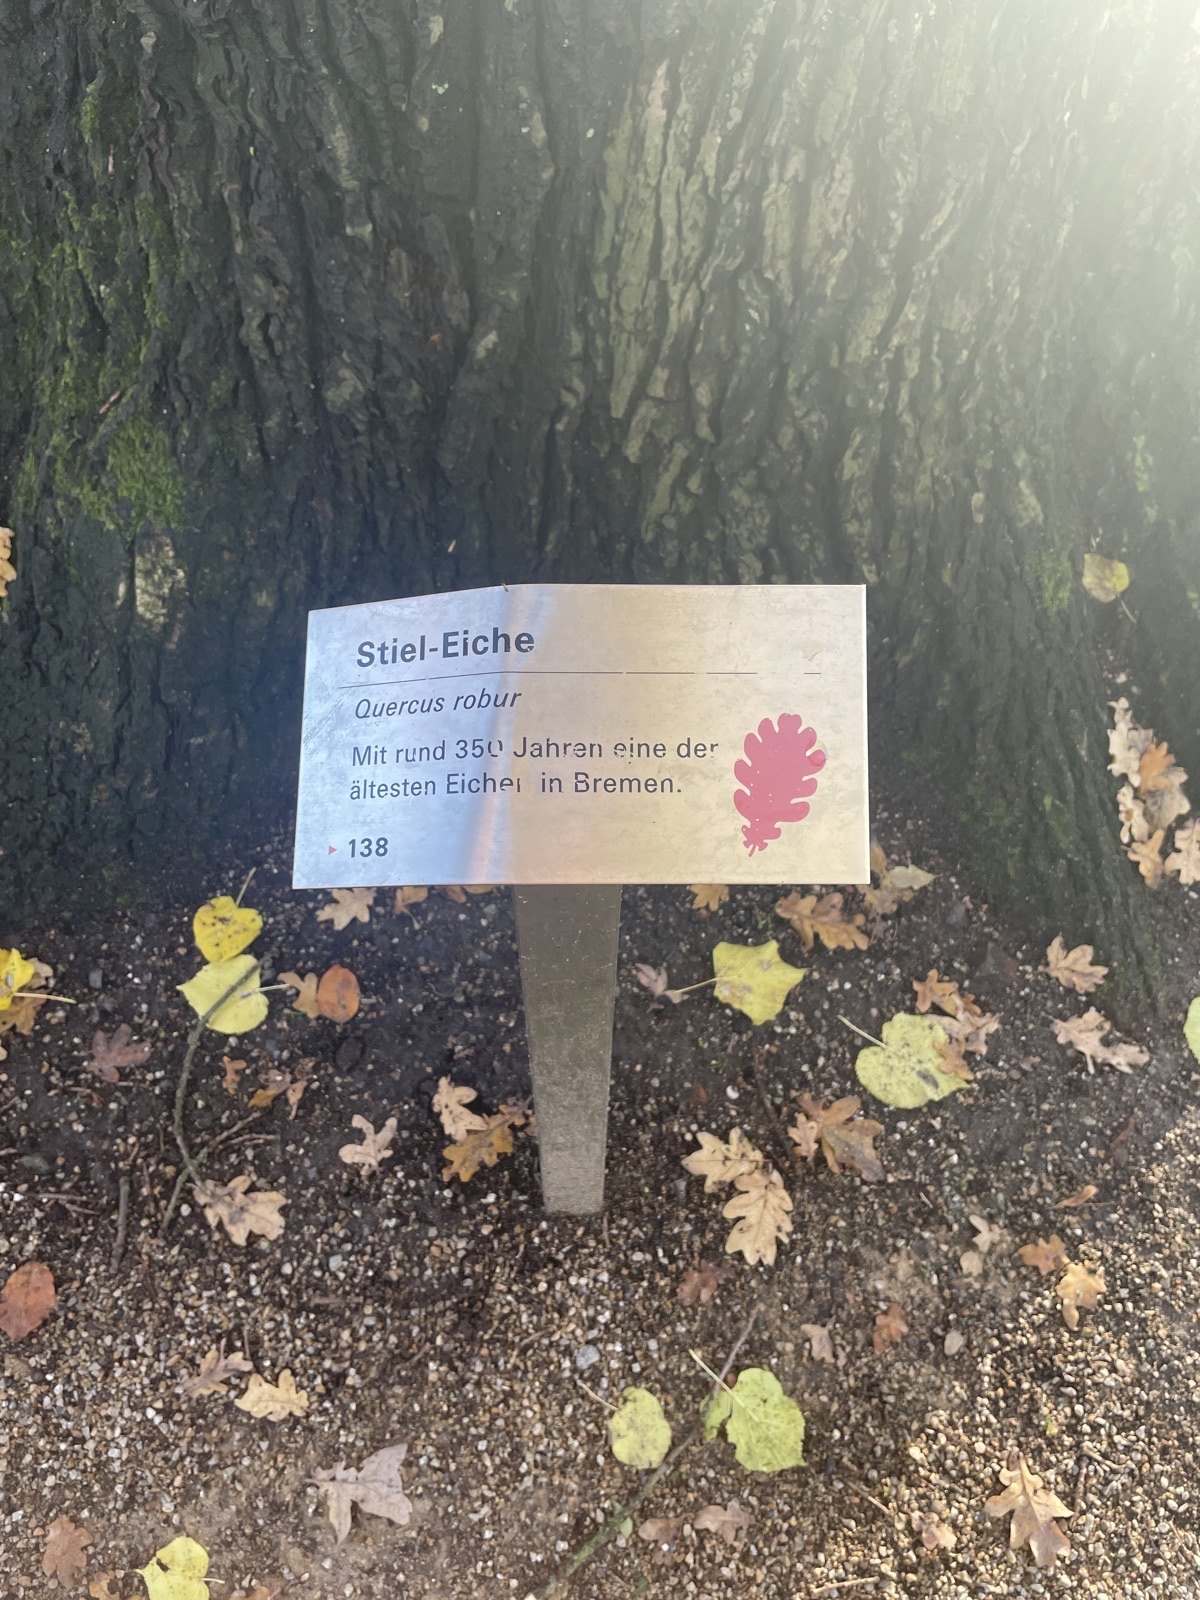 Stiel-Eiche
Quercus robur
Mit rund 350 Jahren eine der
ältesten Eichen in Bremen.
138